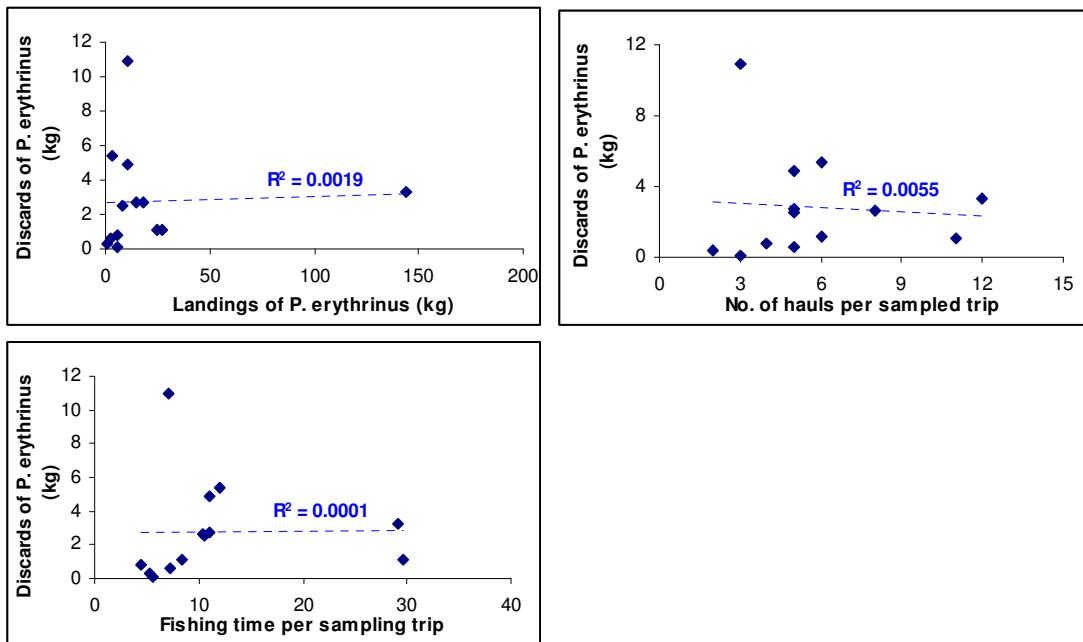 Discards of P. erythrinus
(kg)
12
10
8
6
4
2
0
R² = 0.0019
0
50
100
150
200
Landings of P. erythrinus (kg)
Discards of P. erythrinus
(kg)
12
8
4
0
R² = 0.0055
0
3
6
9
12
15
No. of hauls per sampled trip
Discards of P. erythrinus
(kg)
12
10
8
6
4
2
0
R² = 0.0001
0
10
20
30
40
Fishing time per sampling trip